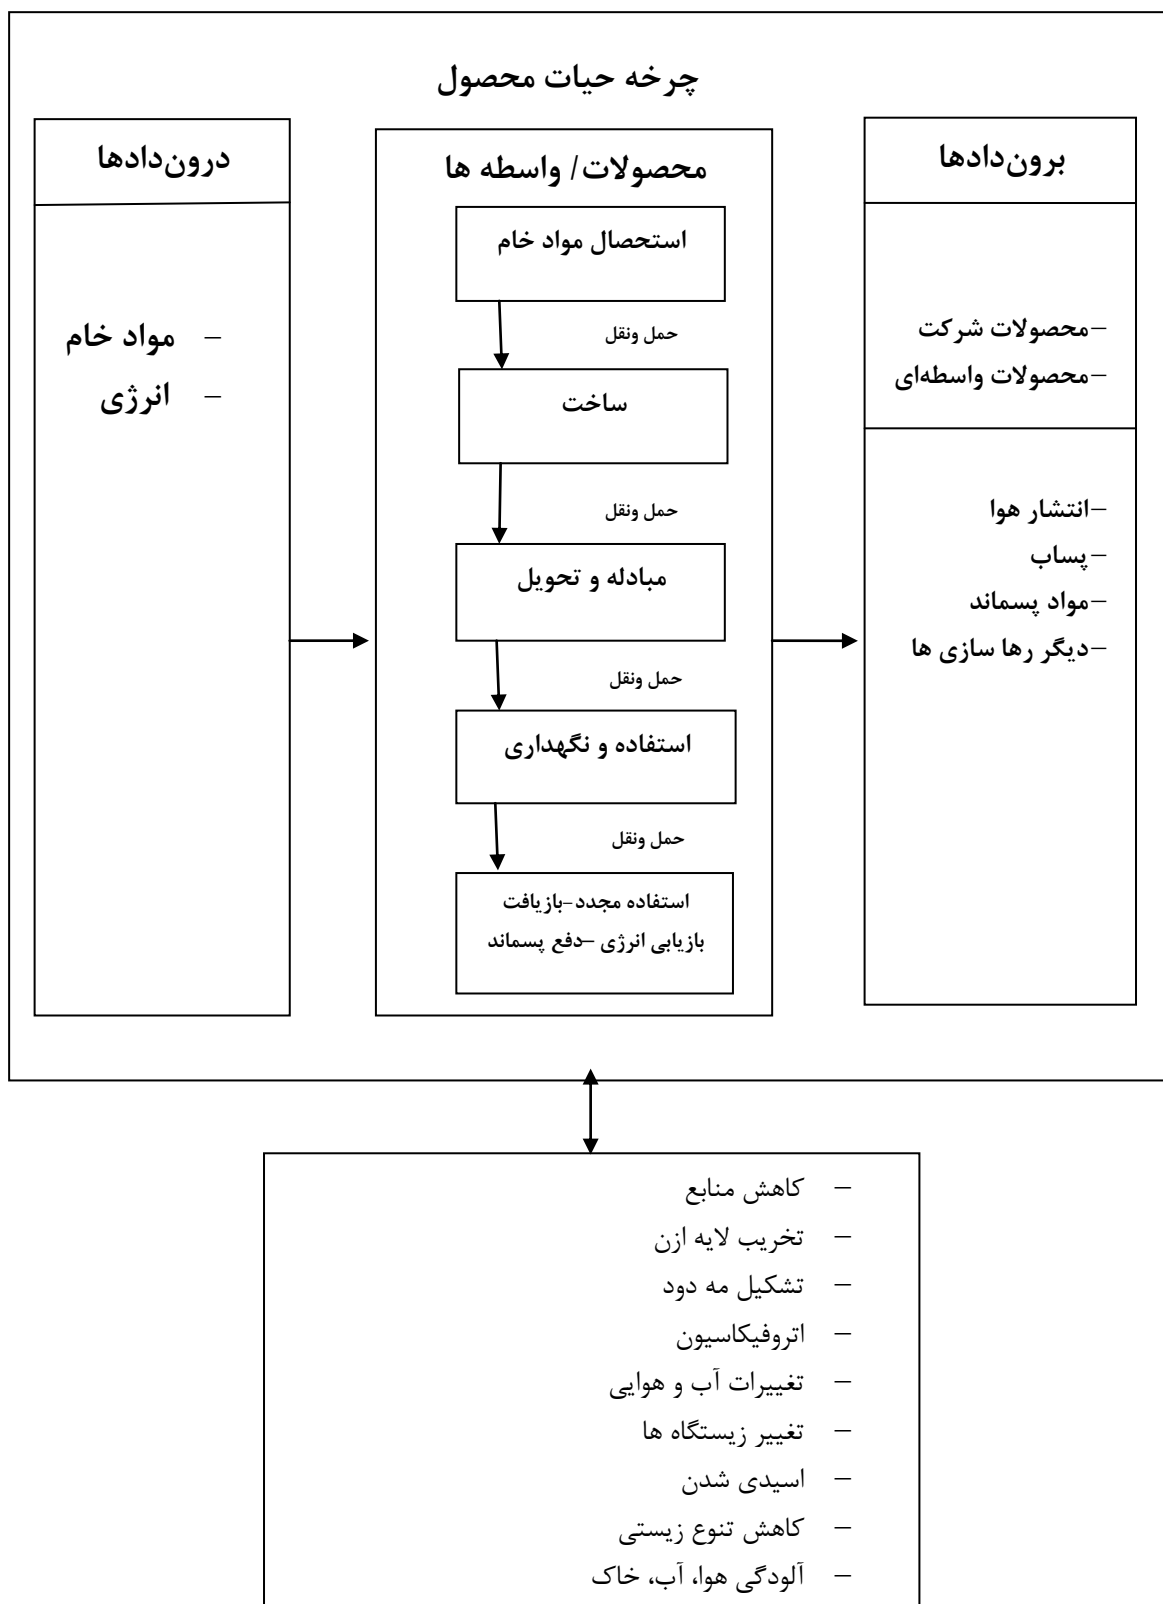 چرخه حیات محصول
درون‌دادها
– مواد خام
– انرژی
محصولات/ واسطه ها
استحصال مواد خام
حمل ونقل
ساخت
حمل ونقل
مبادله و تحویل
حمل ونقل
استفاده و نگهداری
حمل ونقل
استفاده مجدد–بازیافت
بازیابی انرژی –دفع پسماند
برون‌دادها
–محصولات شرکت
–محصولات واسطه‌ای
–انتشار هوا
–پساب
–مواد پسماند
–دیگر رها سازی ها
– کاهش منابع
– تخریب لایه ازن
– تشکیل مه دود
– اتروفیکاسیون
– تغییرات آب و هوایی
– تغییر زیستگاه ها
– اسیدی شدن
– کاهش تنوع زیستی
– آلودگی هوا، آب، خاک